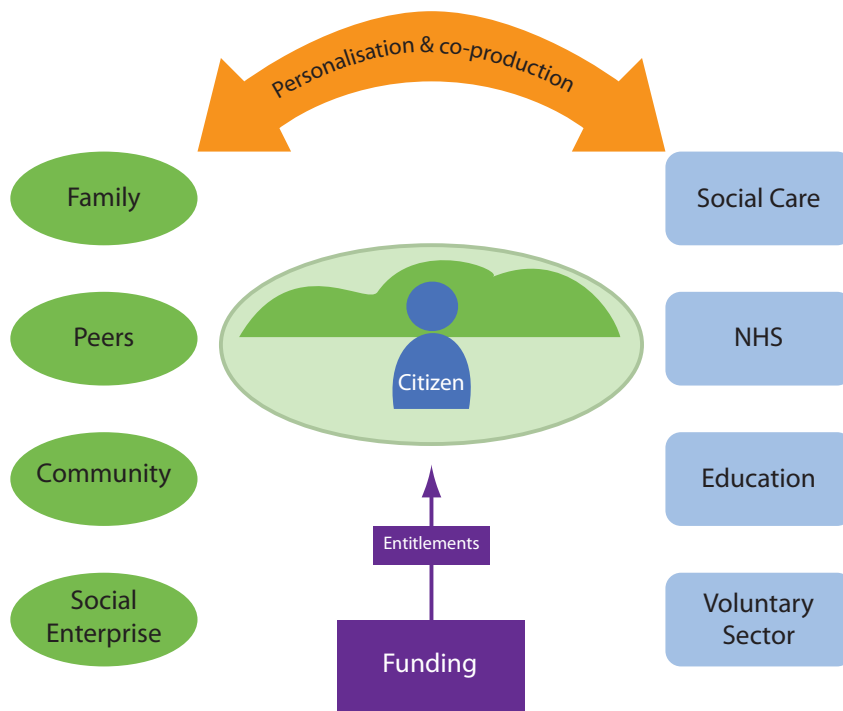 Personalisation & co-production
Family
Social Care
Peers
NHS
Citizen
Community
Education
Entitlements
Social
Enterprise
Voluntary
Sector
Funding